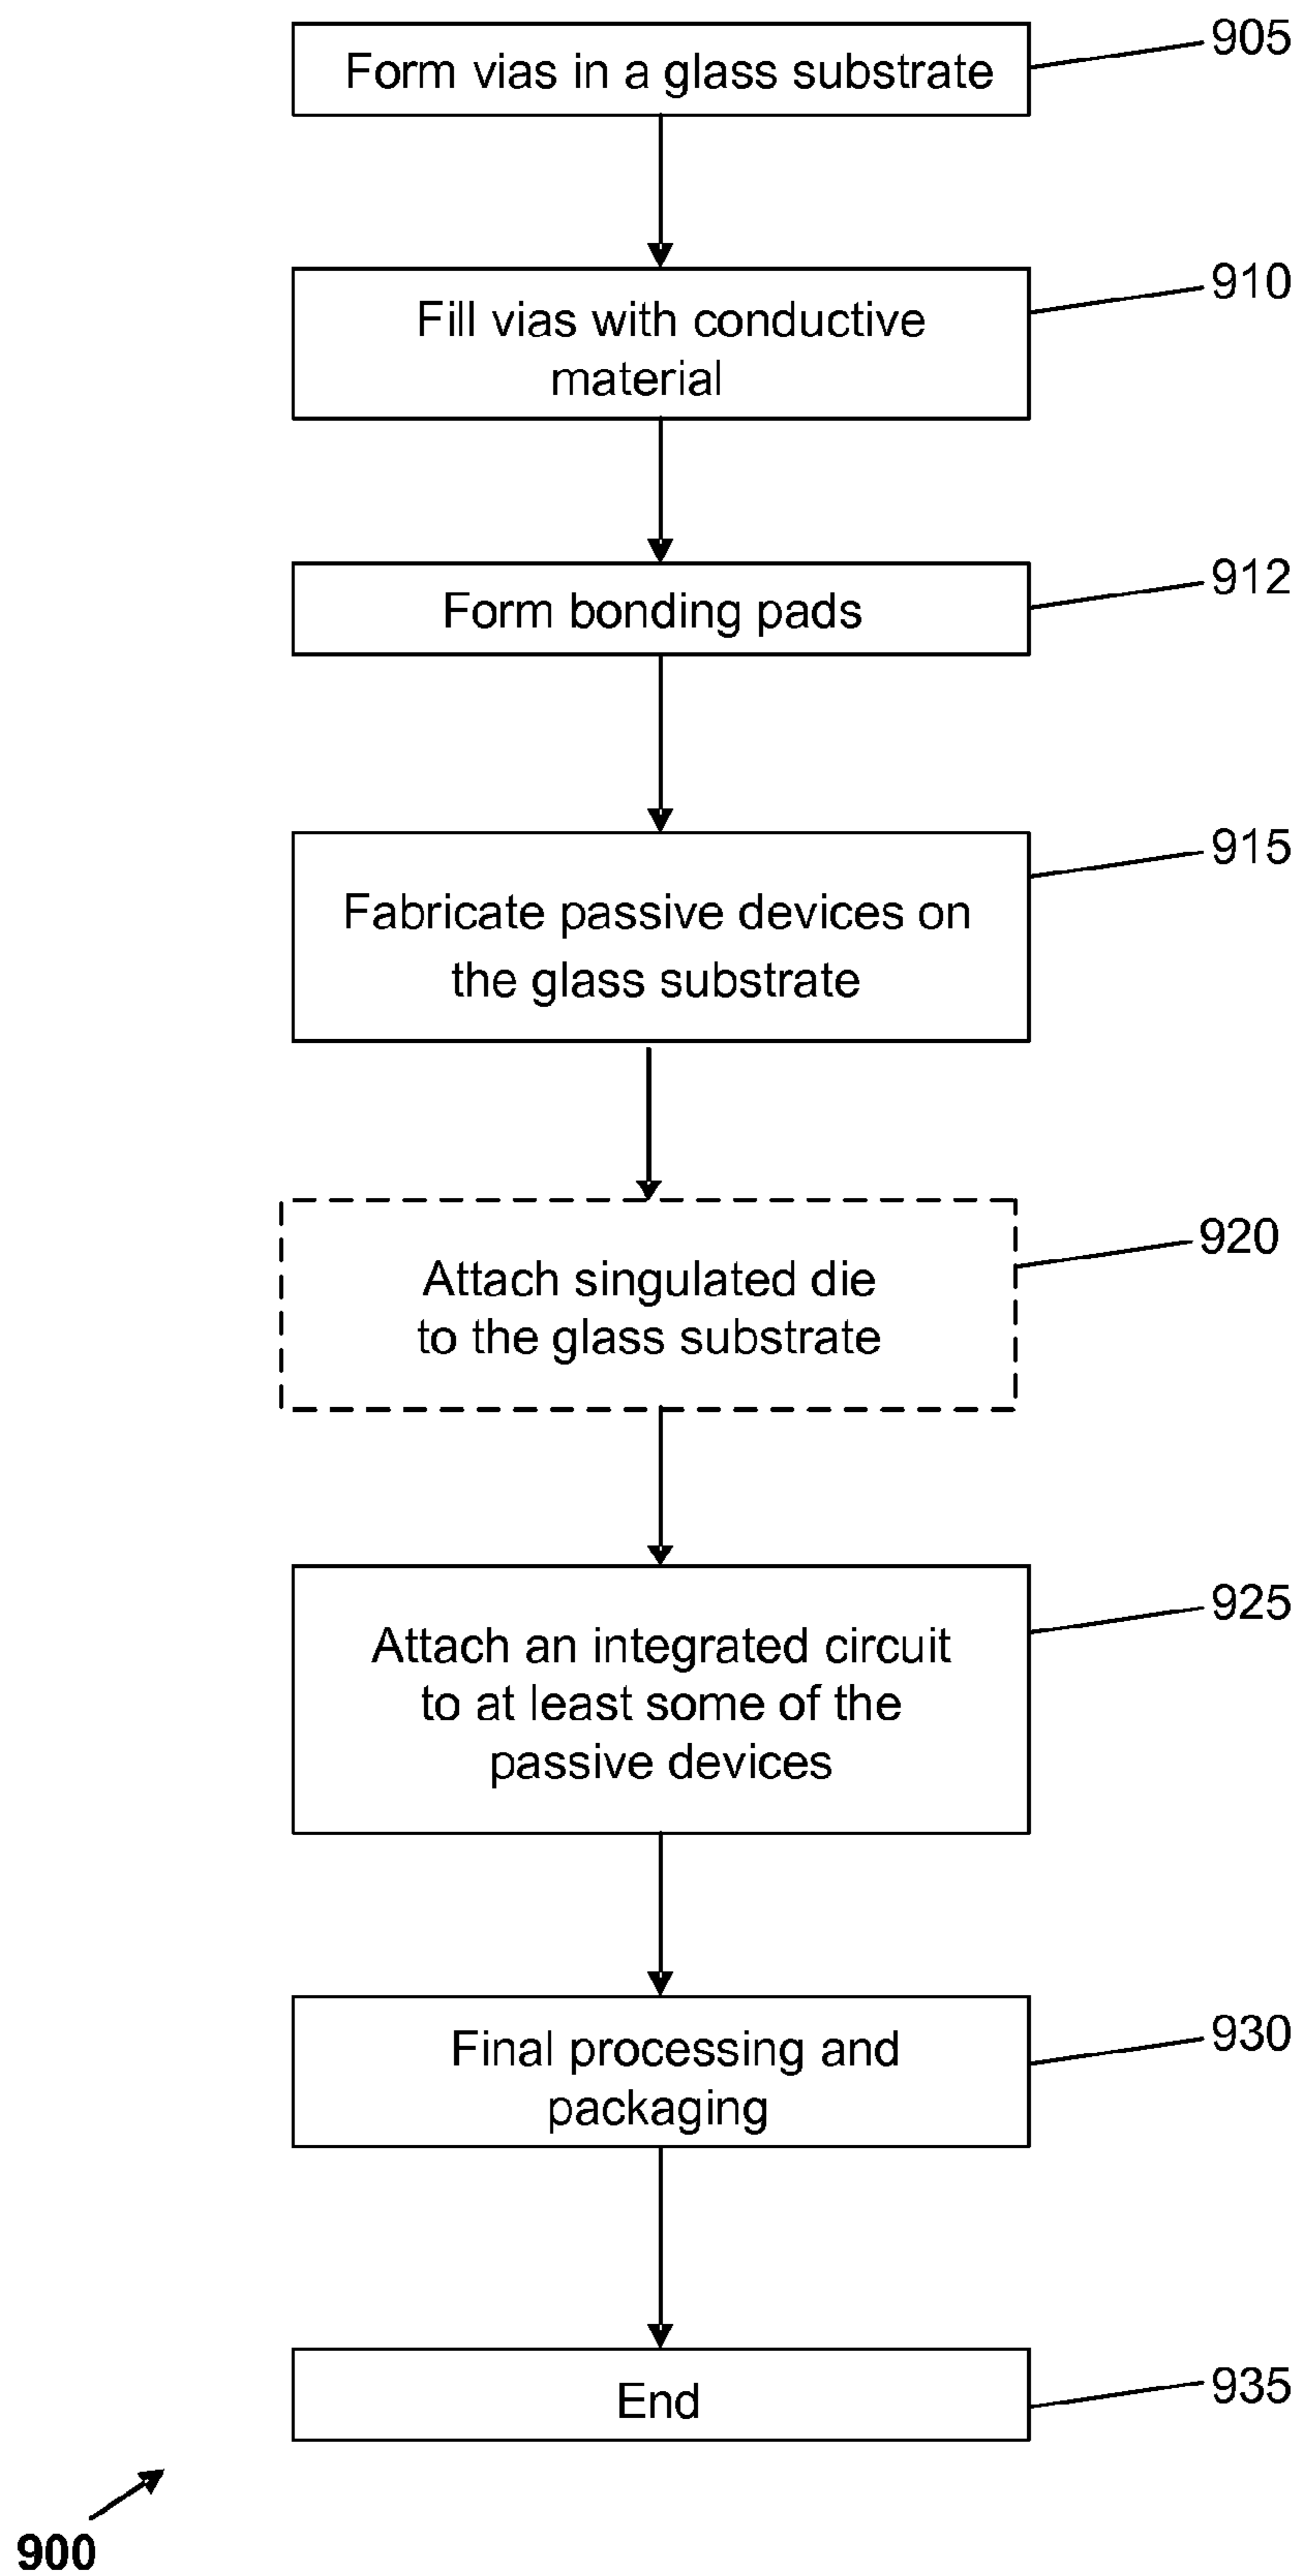 Form vias in a glass substrate
905
Fill vias with conductive
material
910
Form bonding pads
912
Fabricate passive devices on
the glass substrate
915
Attach singulated die
to the glass substrate
920
Attach an integrated circuit
to at least some of the
passive devices
925
Final processing and
packaging
930
End
935
900